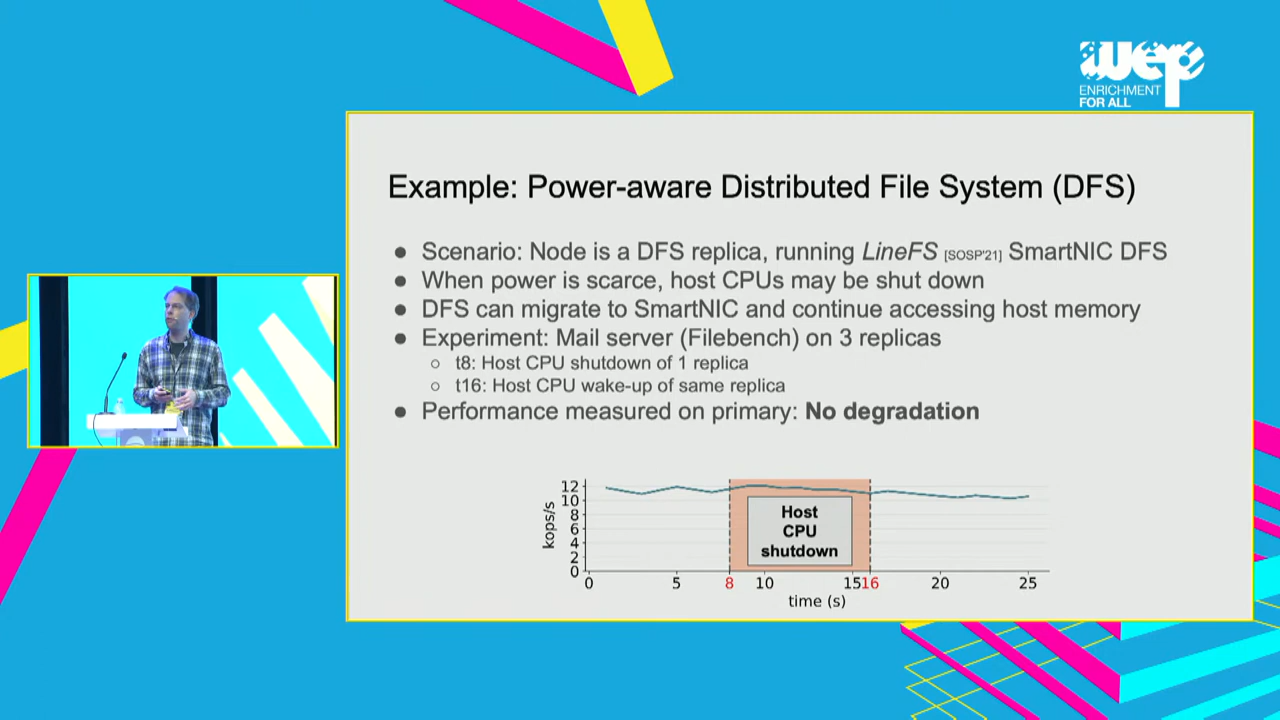 wep
ENRICHMENT
FOR ALL
Example: Power-aware Distributed File System (DFS)
● Scenario: Node is a DFS replica, running LineFS [SOSP'21] SmartNIC DFS
● When power is scarce, host CPUs may be shut down
● DFS can migrate to SmartNIC and continue accessing host memory
● Experiment: Mail server (Filebench) on 3 replicas
○ t8: Host CPU shutdown of 1 replica
○ t16: Host CPU wake-up of same replica
● Performance measured on primary: No degradation
kops/s
12
10
8
6
4
2
0
Host
CPU
shutdown
0 5 8 10 15 16 20 25
time (s)